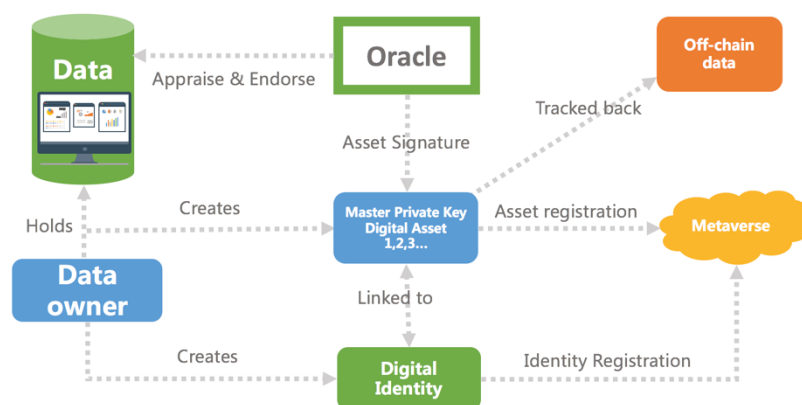 Data
Appraise & Endorse
Oracle
Off-chain
data
Tracked back
Asset Signature
Creates
Master Private Key
Digital Asset
1,2,3...
Asset registration
Metaverse
Holds
Data
owner
Linked to
Creates
Digital
Identity
Identity Registration